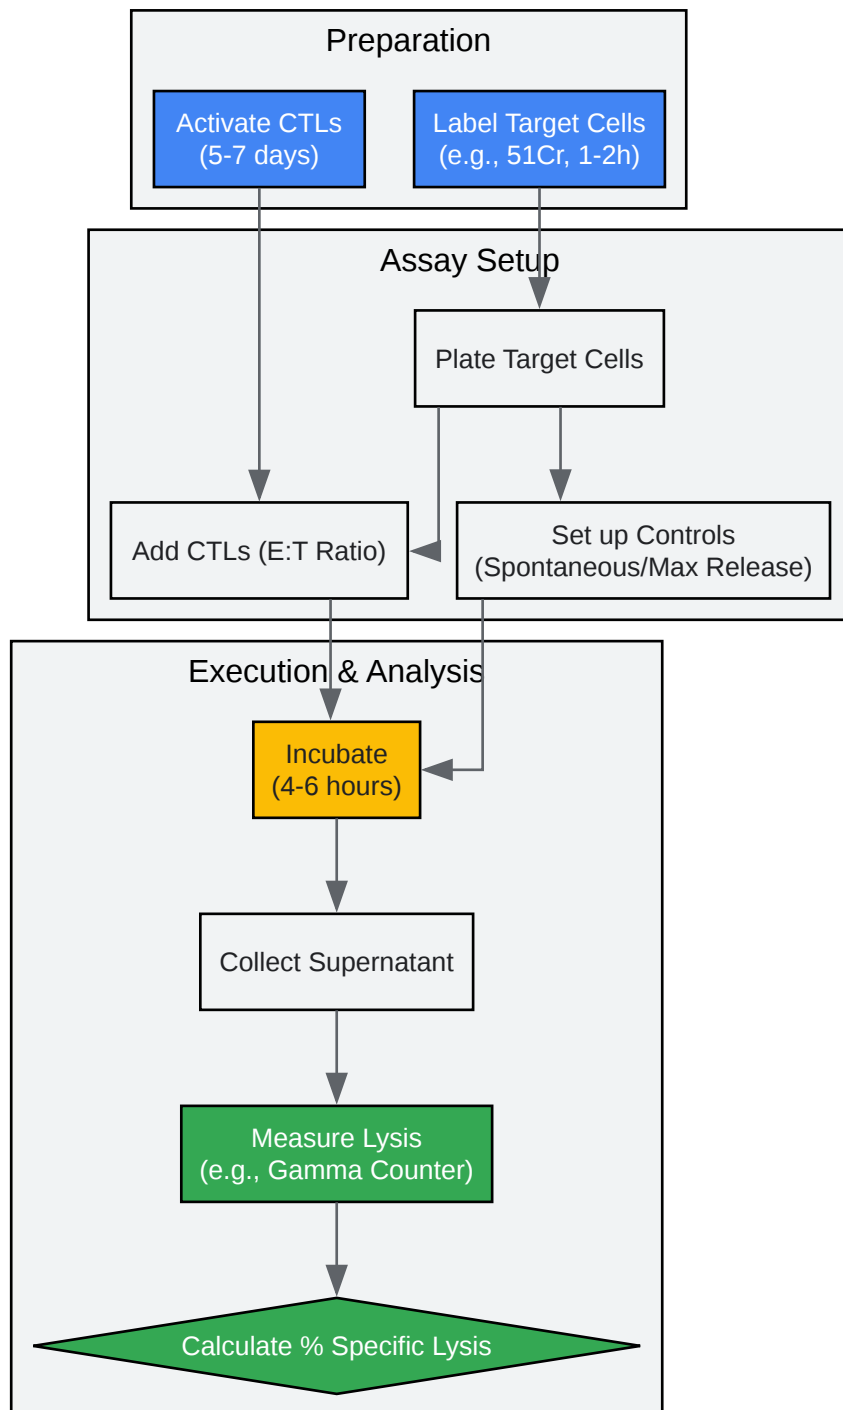 Preparation
Activate CTLs
(5-7 days)
Label Target Cells
(e.g., 51Cr, 1-2h)
Assay Setup
Plate Target Cells
Add CTLs (E:T Ratio)
Set up Controls
(Spontaneous/Max Release)
Execution & Analysis
Incubate
(4-6 hours)
Collect Supernatant
Measure Lysis
(e.g., Gamma Counter)
Calculate % Specific Lysis